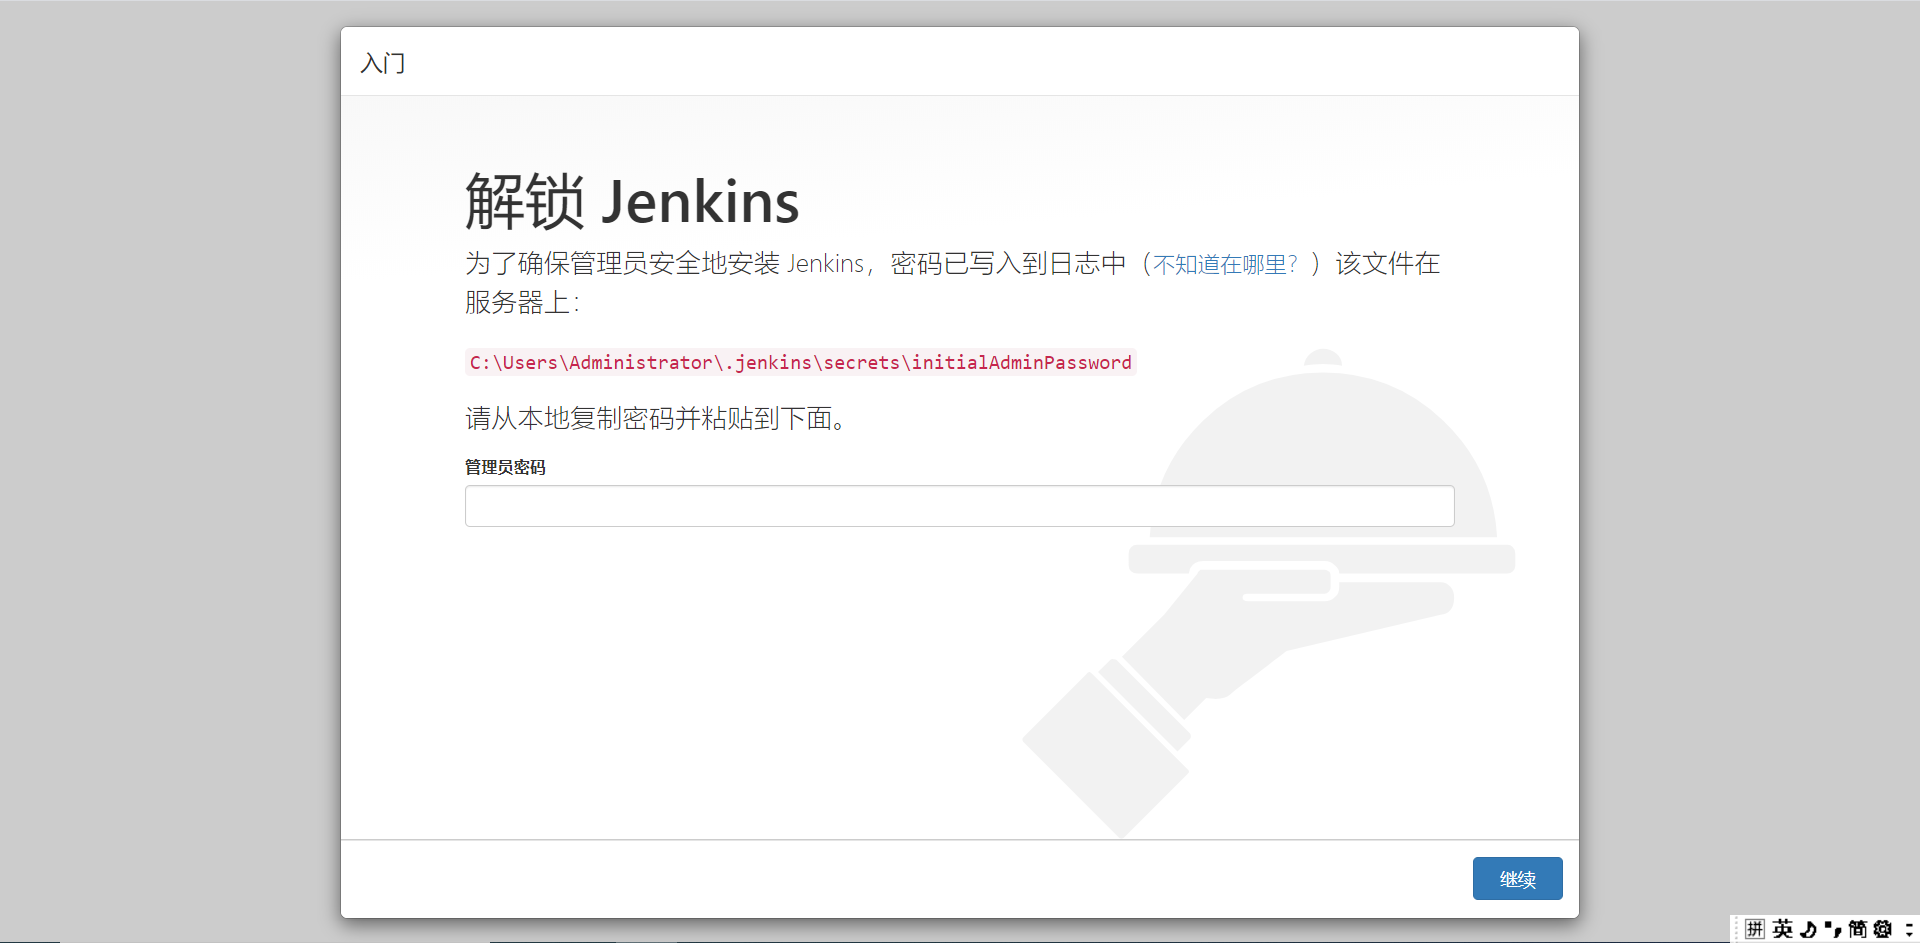 入门
解锁 Jenkins
为了确保管理员安全地安装 Jenkins，密码已写入到日志中（不知道在哪里？）该文件在
服务器上：
C:\Users\Administrator\.jenkins\secrets\initialAdminPassword
请从本地复制密码并粘贴到下面。
管理员密码
继续
拼 英 简